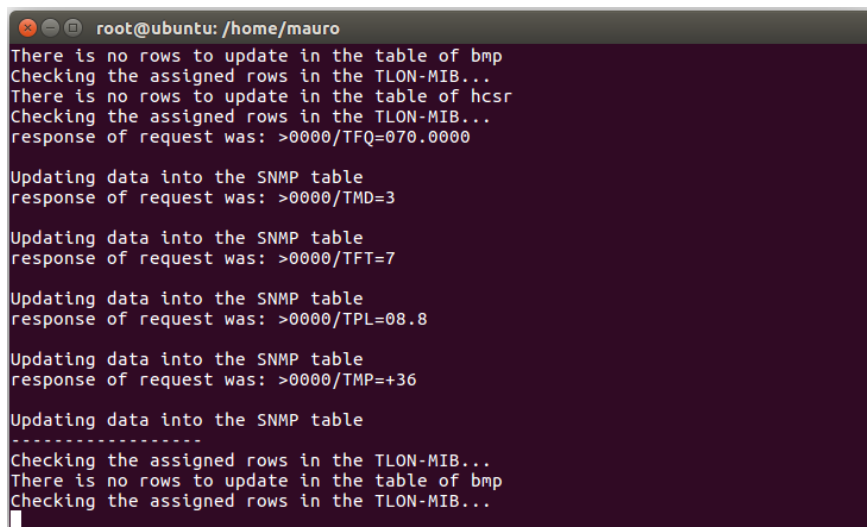 root@ubuntu: /home/mauro
There is no rows to update in the table of bmp
Checking the assigned rows in the TLON-MIB...
There is no rows to update in the table of hcsr
Checking the assigned rows in the TLON-MIB...
response of request was: >0000/TFQ=070.0000
Updating data into the SNMP table
response of request was: >0000/TMD=3
Updating data into the SNMP table
response of request was: >0000/TFT=7
Updating data into the SNMP table
response of request was: >0000/TPL=08.8
Updating data into the SNMP table
response of request was: >0000/TMP=+36
Updating data into the SNMP table
------------------
Checking the assigned rows in the TLON-MIB...
There is no rows to update in the table of bmp
Checking the assigned rows in the TLON-MIB...